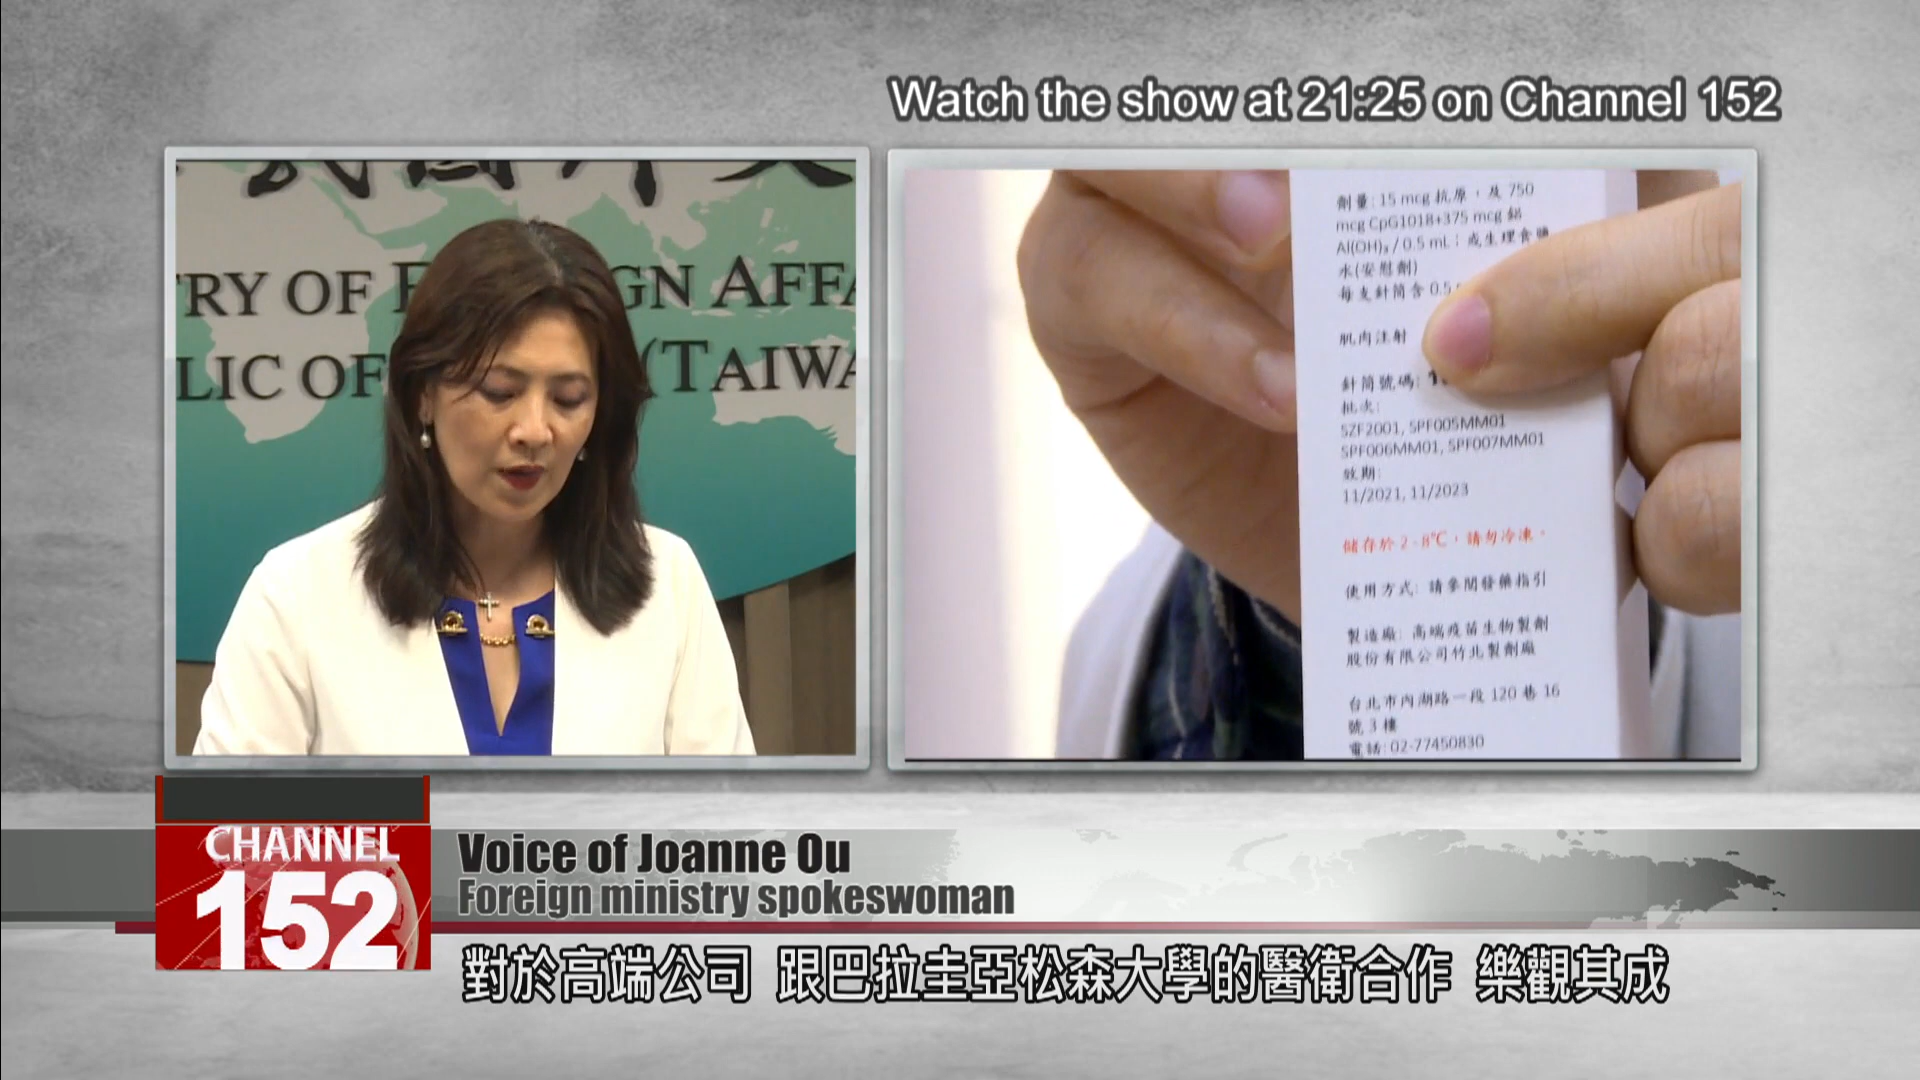 Watch the show at 21:25 on Channel 152
TRY OF F GN AFFA
LIC OF (TAIWA
劑量: 15 mcg 抗原，及 750
mcg CpG1018+375 mcg 鋁
Al(OH)₃ / 0.5 mL；或生理食鹽
水(安慰劑)
每支針筒含 0.5
肌肉注射
針筒號碼:
批次:
SZF2001, SPF005MM01
SPF006MM01, SPF007MM01
效期:
11/2021, 11/2023
儲存於 2 - 8℃，請勿冷凍。
使用方式: 請參閱發藥指引
製造廠: 高端疫苗生物製劑
股份有限公司竹北製劑廠
台北市內湖路一段 120 巷 16
號 3 樓
電話: 02-77450830
CHANNEL
152
Voice of Joanne Ou
Foreign ministry spokeswoman
對於高端公司 跟巴拉圭亞松森大學的醫衛合作 樂觀其成